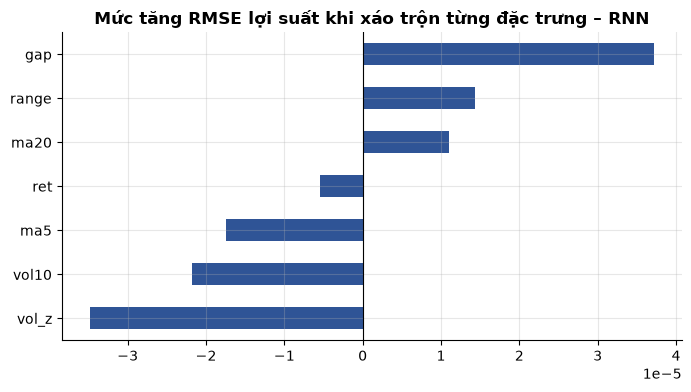 Mức tăng RMSE lợi suất khi xáo trộn từng đặc trưng – RNN
gap
range
ma20
ret
ma5
vol10
vol_z
−3 −2 −1 0 1 2 3 4
1e−5